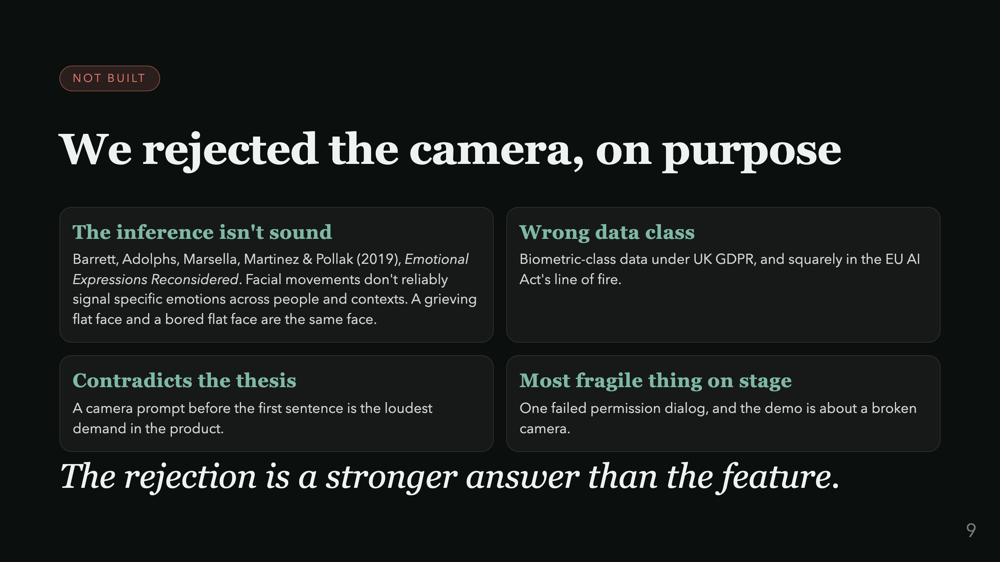 NOT BUILT
We rejected the camera, on purpose
The inference isn't sound
Barrett, Adolphs, Marsella, Martinez & Pollak (2019), Emotional
Expressions Reconsidered. Facial movements don't reliably
signal specific emotions across people and contexts. A grieving
flat face and a bored flat face are the same face.
Wrong data class
Biometric-class data under UK GDPR, and squarely in the EU AI
Act's line of fire.
Contradicts the thesis
A camera prompt before the first sentence is the loudest
demand in the product.
Most fragile thing on stage
One failed permission dialog, and the demo is about a broken
camera.
The rejection is a stronger answer than the feature.
9